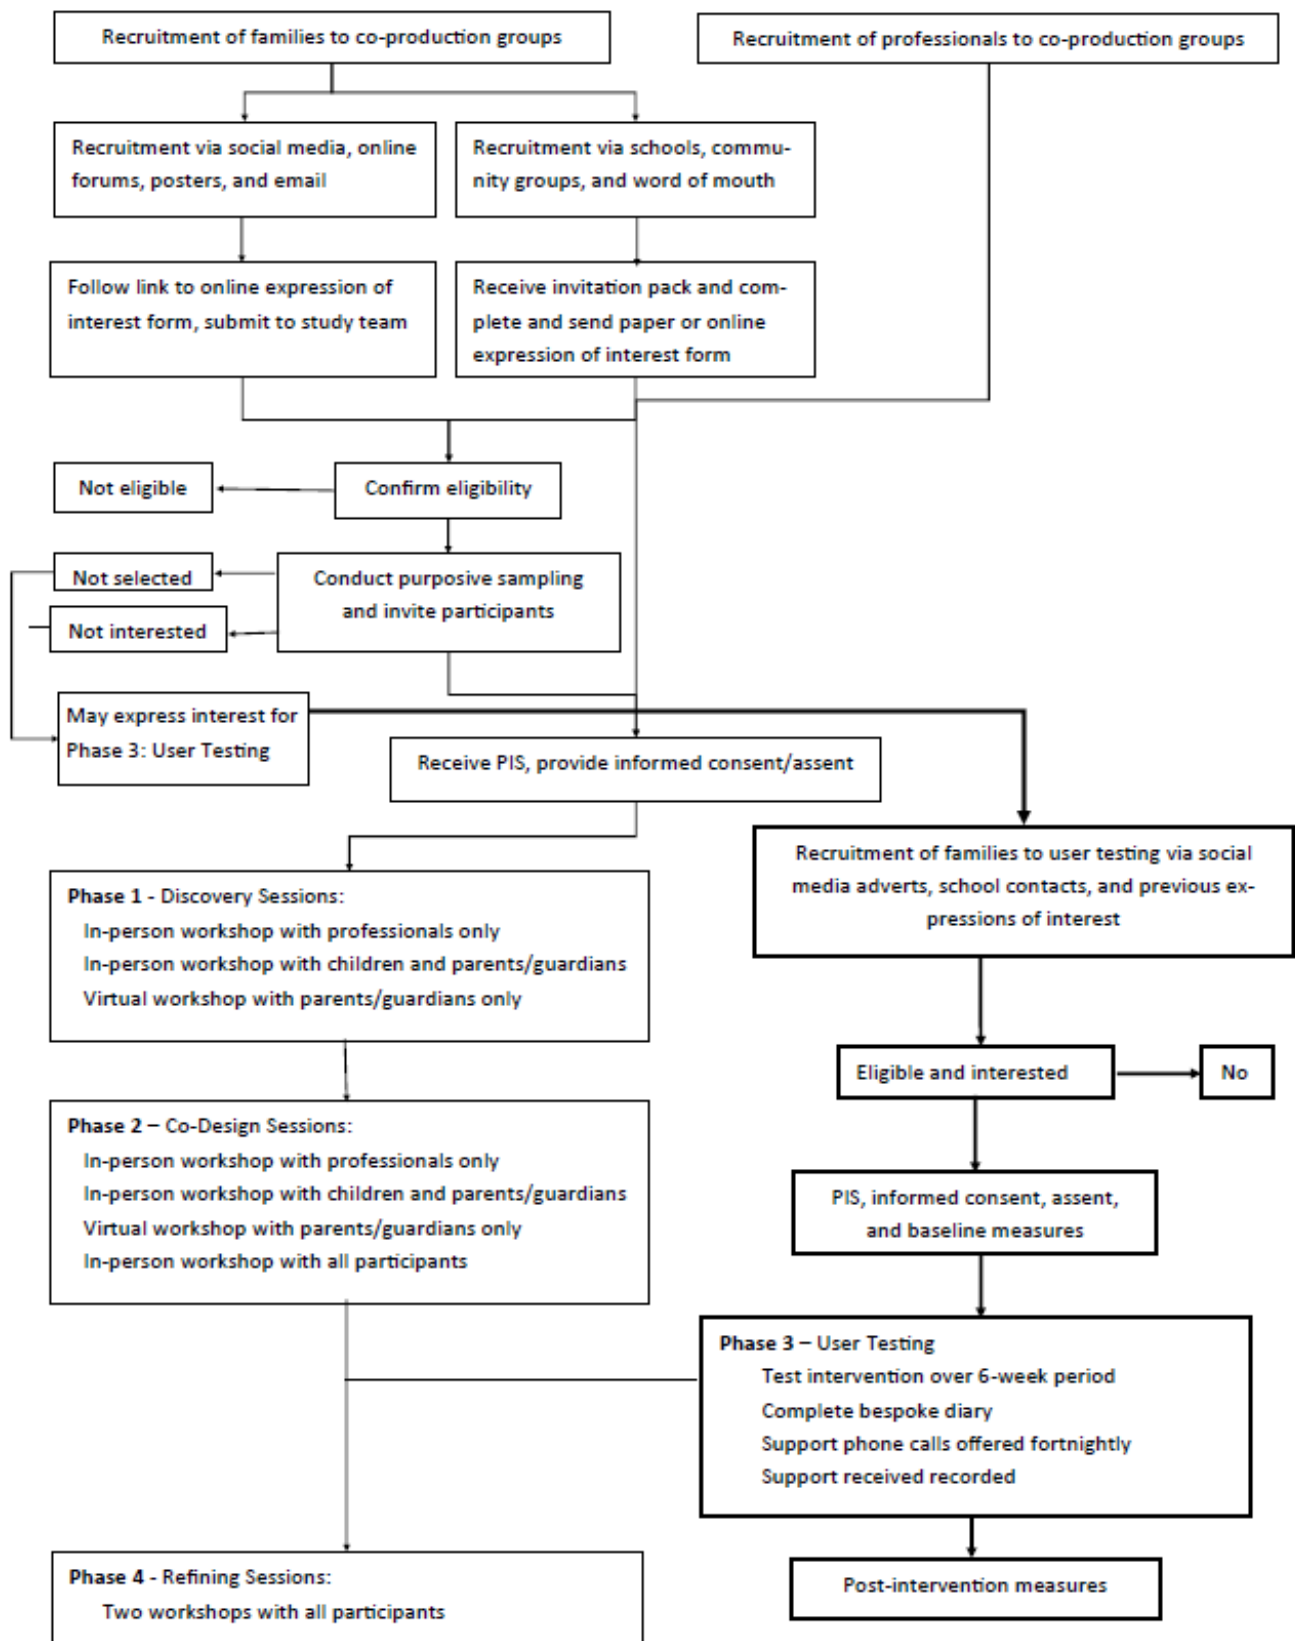 Recruitment of families to co-production groups
Recruitment of professionals to co-production groups
Recruitment via social media, online
forums, posters, and email
Recruitment via schools, commu-
nity groups, and word of mouth
Follow link to online expression of
interest form, submit to study team
Receive invitation pack and com-
plete and send paper or online
expression of interest form
Not eligible
Confirm eligibility
Not selected
Conduct purposive sampling
and invite participants
Not interested
May express interest for
Phase 3: User Testing
Receive PIS, provide informed consent/assent
Recruitment of families to user testing via social
media adverts, school contacts, and previous ex-
pressions of interest
Phase 1 - Discovery Sessions:
In-person workshop with professionals only
In-person workshop with children and parents/guardians
Virtual workshop with parents/guardians only
Eligible and interested
No
Phase 2 – Co-Design Sessions:
In-person workshop with professionals only
In-person workshop with children and parents/guardians
Virtual workshop with parents/guardians only
In-person workshop with all participants
PIS, informed consent, assent,
and baseline measures
Phase 3 – User Testing
Test intervention over 6-week period
Complete bespoke diary
Support phone calls offered fortnightly
Support received recorded
Phase 4 - Refining Sessions:
Two workshops with all participants
Post-intervention measures